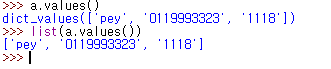 >>> a.values()
dict_values(['pey', '0119993323', '1118'])
>>> list(a.values())
['pey', '0119993323', '1118']
>>>